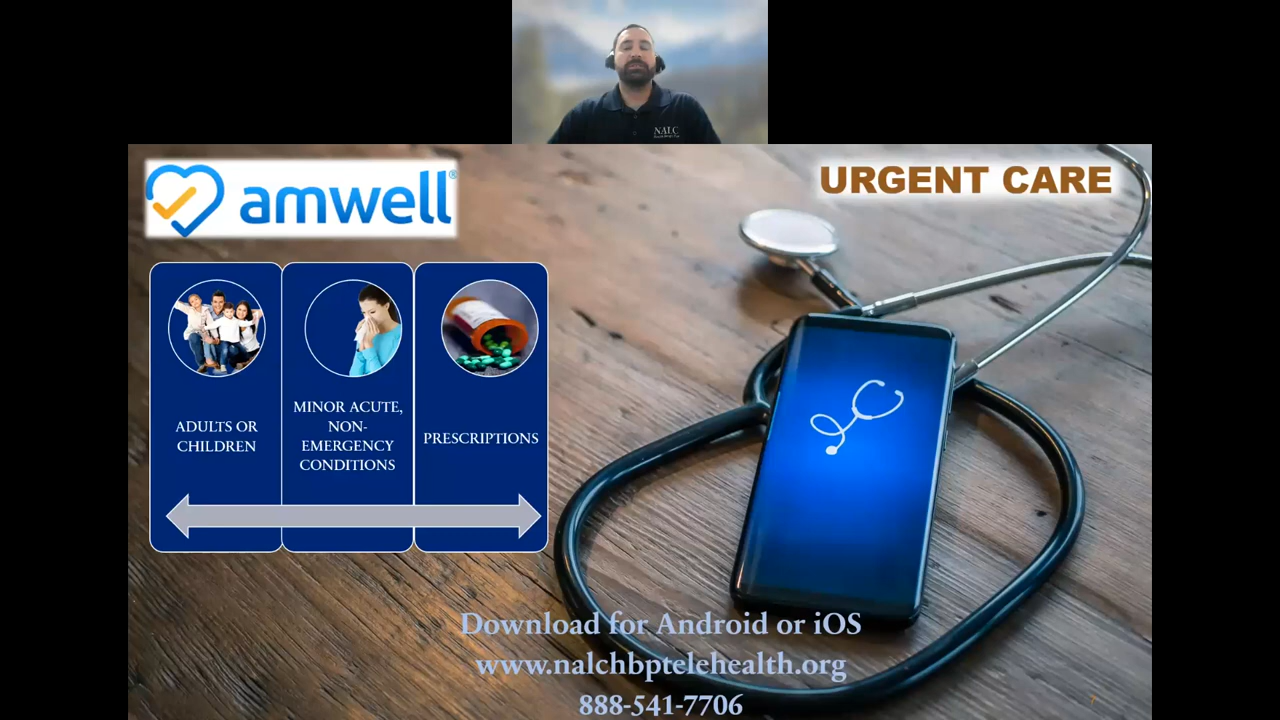 NALC
amwell®
URGENT CARE
ADULTS OR
CHILDREN
MINOR ACUTE,
NON-
EMERGENCY
CONDITIONS
PRESCRIPTIONS
Download for Android or iOS
www.nalchbptelehealth.org
888-541-7706